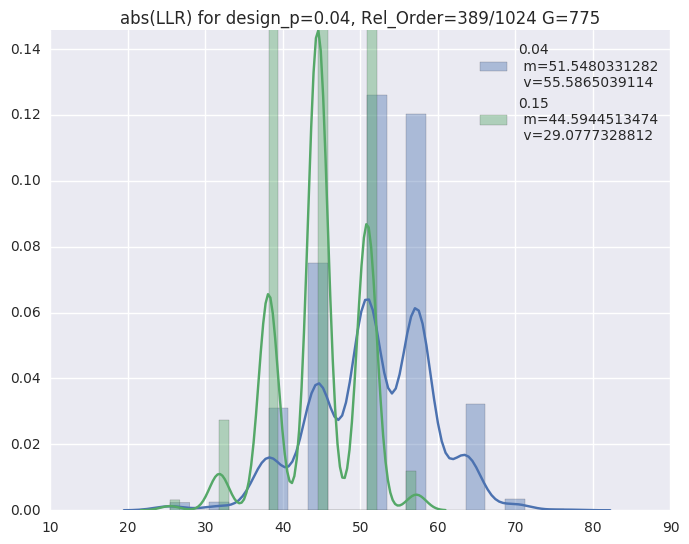 abs(LLR) for design_p=0.04, Rel_Order=389/1024 G=775
0.04
m=51.5480331282
v=55.5865039114
0.15
m=44.5944513474
v=29.0777328812
0.14
0.12
0.10
0.08
0.06
0.04
0.02
0.00
10 20 30 40 50 60 70 80 90